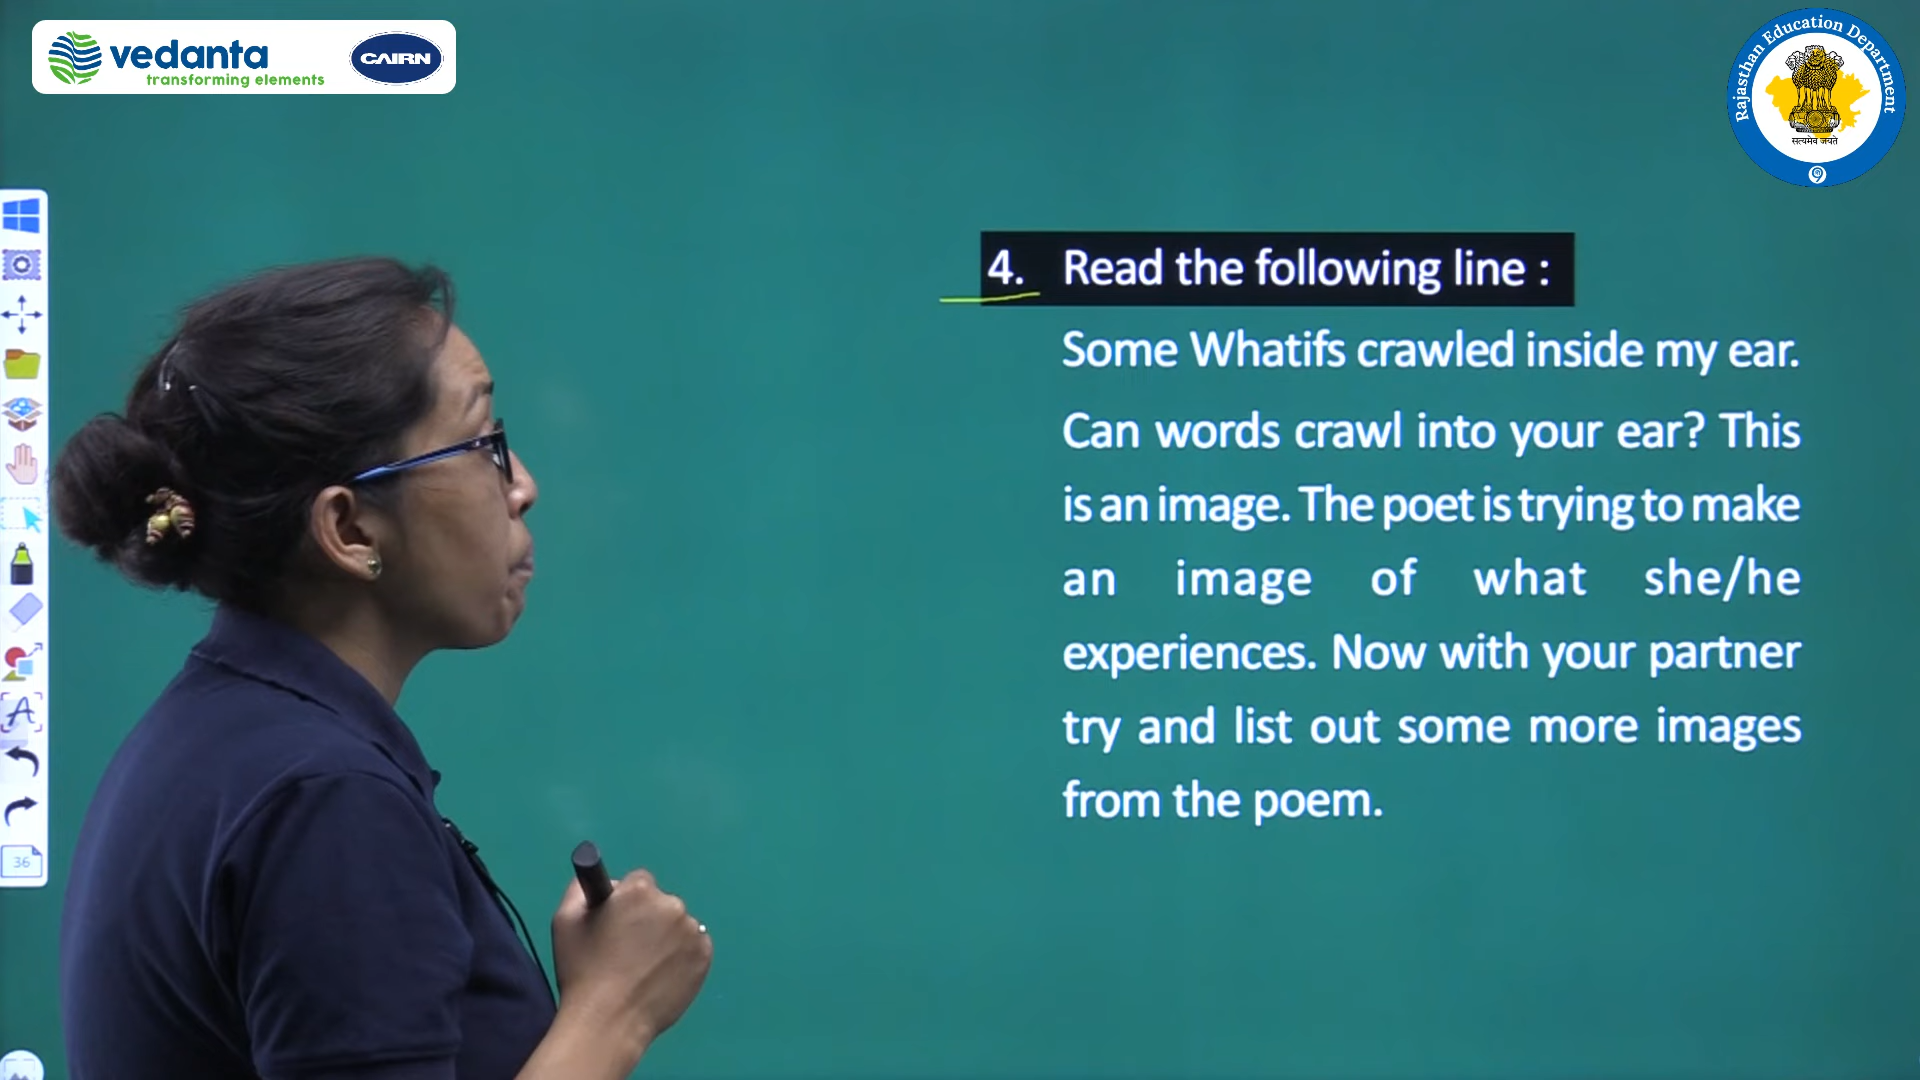 vedanta
transforming elements
CAIRN
Rajasthan Education Department
सत्यमेव जयते
4. Read the following line :
Some Whatifs crawled inside my ear.
Can words crawl into your ear? This
is an image. The poet is trying to make
an image of what she/he
experiences. Now with your partner
try and list out some more images
from the poem.
A
36